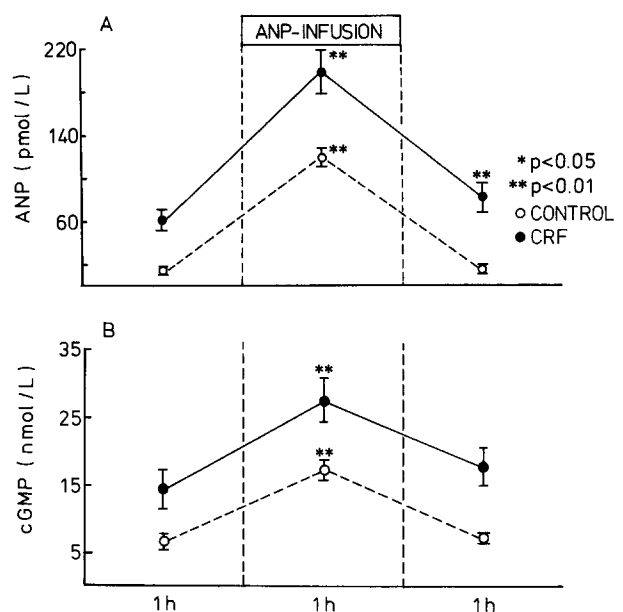 A
ANP-INFUSION
220
140
60
ANP (pmol/L)
**
**
**
* p<0.05
** p<0.01
CONTROL
CRF
B
35
25
15
5
cGMP (nmol/L)
**
**
1h
1h
1h